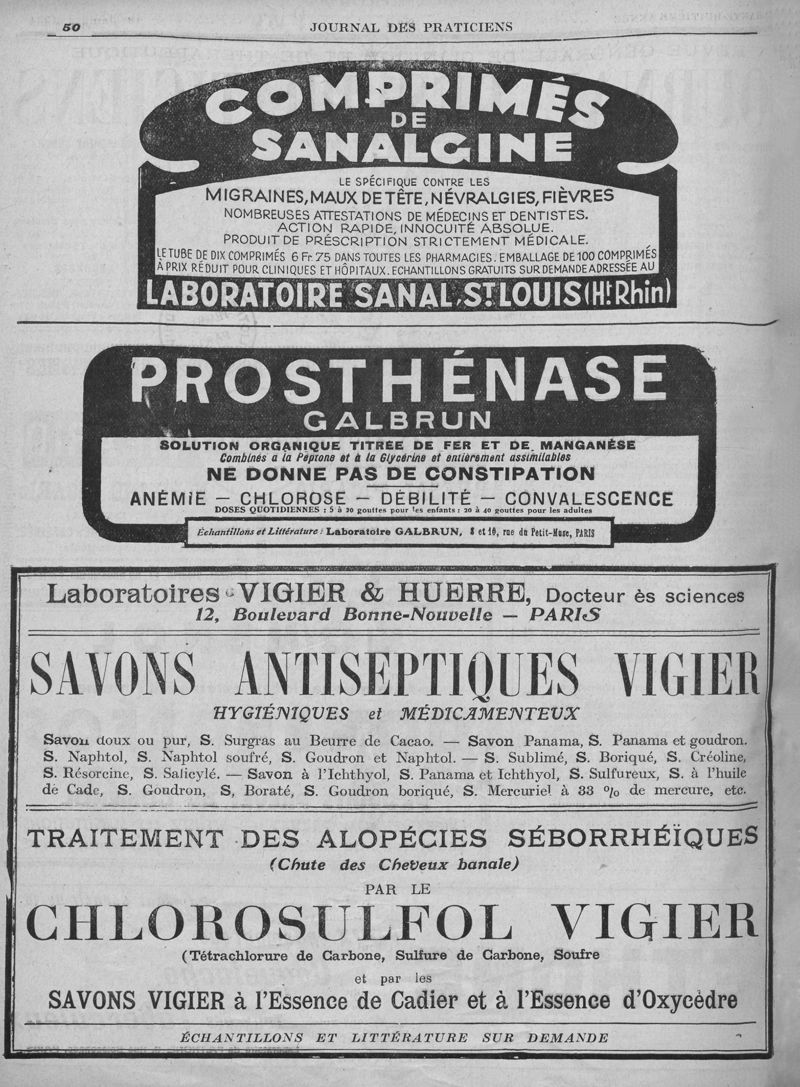 50
JOURNAL DES PRATICIENS
COMPRIMÉS
DE
SANALGINE
LE SPÉCIFIQUE CONTRE LES
MIGRAINES, MAUX DE TÊTE, NÉVRALGIES, FIÈVRES
NOMBREUSES ATTESTATIONS DE MÉDECINS ET DENTISTES.
ACTION RAPIDE, INNOCUITÉ ABSOLUE.
PRODUIT DE PRÉSCRIPTION STRICTEMENT MÉDICALE.
LE TUBE DE DIX COMPRIMÉS 6 Fr. 75 DANS TOUTES LES PHARMACIES. EMBALLAGE DE 100 COMPRIMÉS
À PRIX RÉDUIT POUR CLINIQUES ET HÔPITAUX. ECHANTILLONS GRATUITS SUR DEMANDE ADRESSÉE AU
LABORATOIRE SANAL, St. LOUIS (Ht. Rhin)
PROSTHÉNASE
GALBRUN
SOLUTION ORGANIQUE TITRÉE DE FER ET DE MANGANÈSE
Combinés a la Peptone et à la Glycérine et entièrement assimilables
NE DONNE PAS DE CONSTIPATION
ANÉMIE — CHLOROSE — DÉBILITÉ — CONVALESCENCE
DOSES QUOTIDIENNES : 5 à 20 gouttes pour les enfants : 20 à 40 gouttes pour les adultes
Échantillons et Littérature : Laboratoire GALBRUN, 8 et 10, rue du Petit-Musc, PARIS
Laboratoires VIGIER & HUERRE, Docteur ès sciences
12, Boulevard Bonne-Nouvelle — PARIS
SAVONS ANTISEPTIQUES VIGIER
HYGIÉNIQUES et MÉDICAMENTEUX
Savon doux ou pur, S. Surgras au Beurre de Cacao. — Savon Panama, S. Panama et goudron.
S. Naphtol, S. Naphtol soufré, S. Goudron et Naphtol. — S. Sublimé, S. Boriqué, S. Créoline,
S. Résorcine, S. Salicylé. — Savon à l'Ichthyol, S. Panama et Ichthyol, S. Sulfureux, S. à l'huile
de Cade, S. Goudron, S, Boraté, S. Goudron boriqué, S. Mercuriel à 33 % de mercure, etc.
TRAITEMENT DES ALOPÉCIES SÉBORRHÉÏQUES
(Chute des Cheveux banale)
PAR LE
CHLOROSULFOL VIGIER
(Tétrachlorure de Carbone, Sulfure de Carbone, Soufre
et par les
SAVONS VIGIER à l'Essence de Cadier et à l'Essence d'Oxycèdre
ÉCHANTILLONS ET LITTÉRATURE SUR DEMANDE